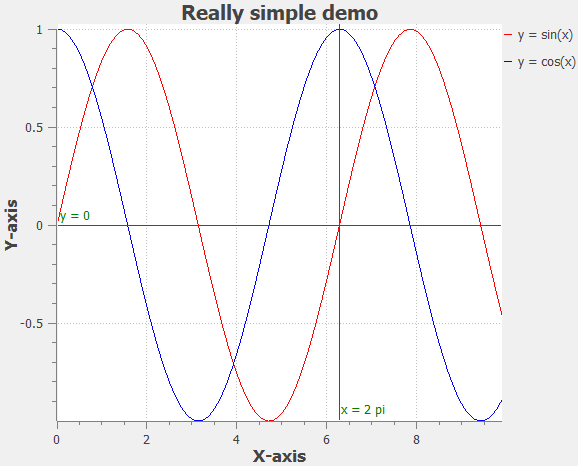 Really simple demo
y = sin(x)
y = cos(x)
1
0.5
0
-0.5
Y-axis
y = 0
x = 2 pi
0 2 4 6 8
X-axis